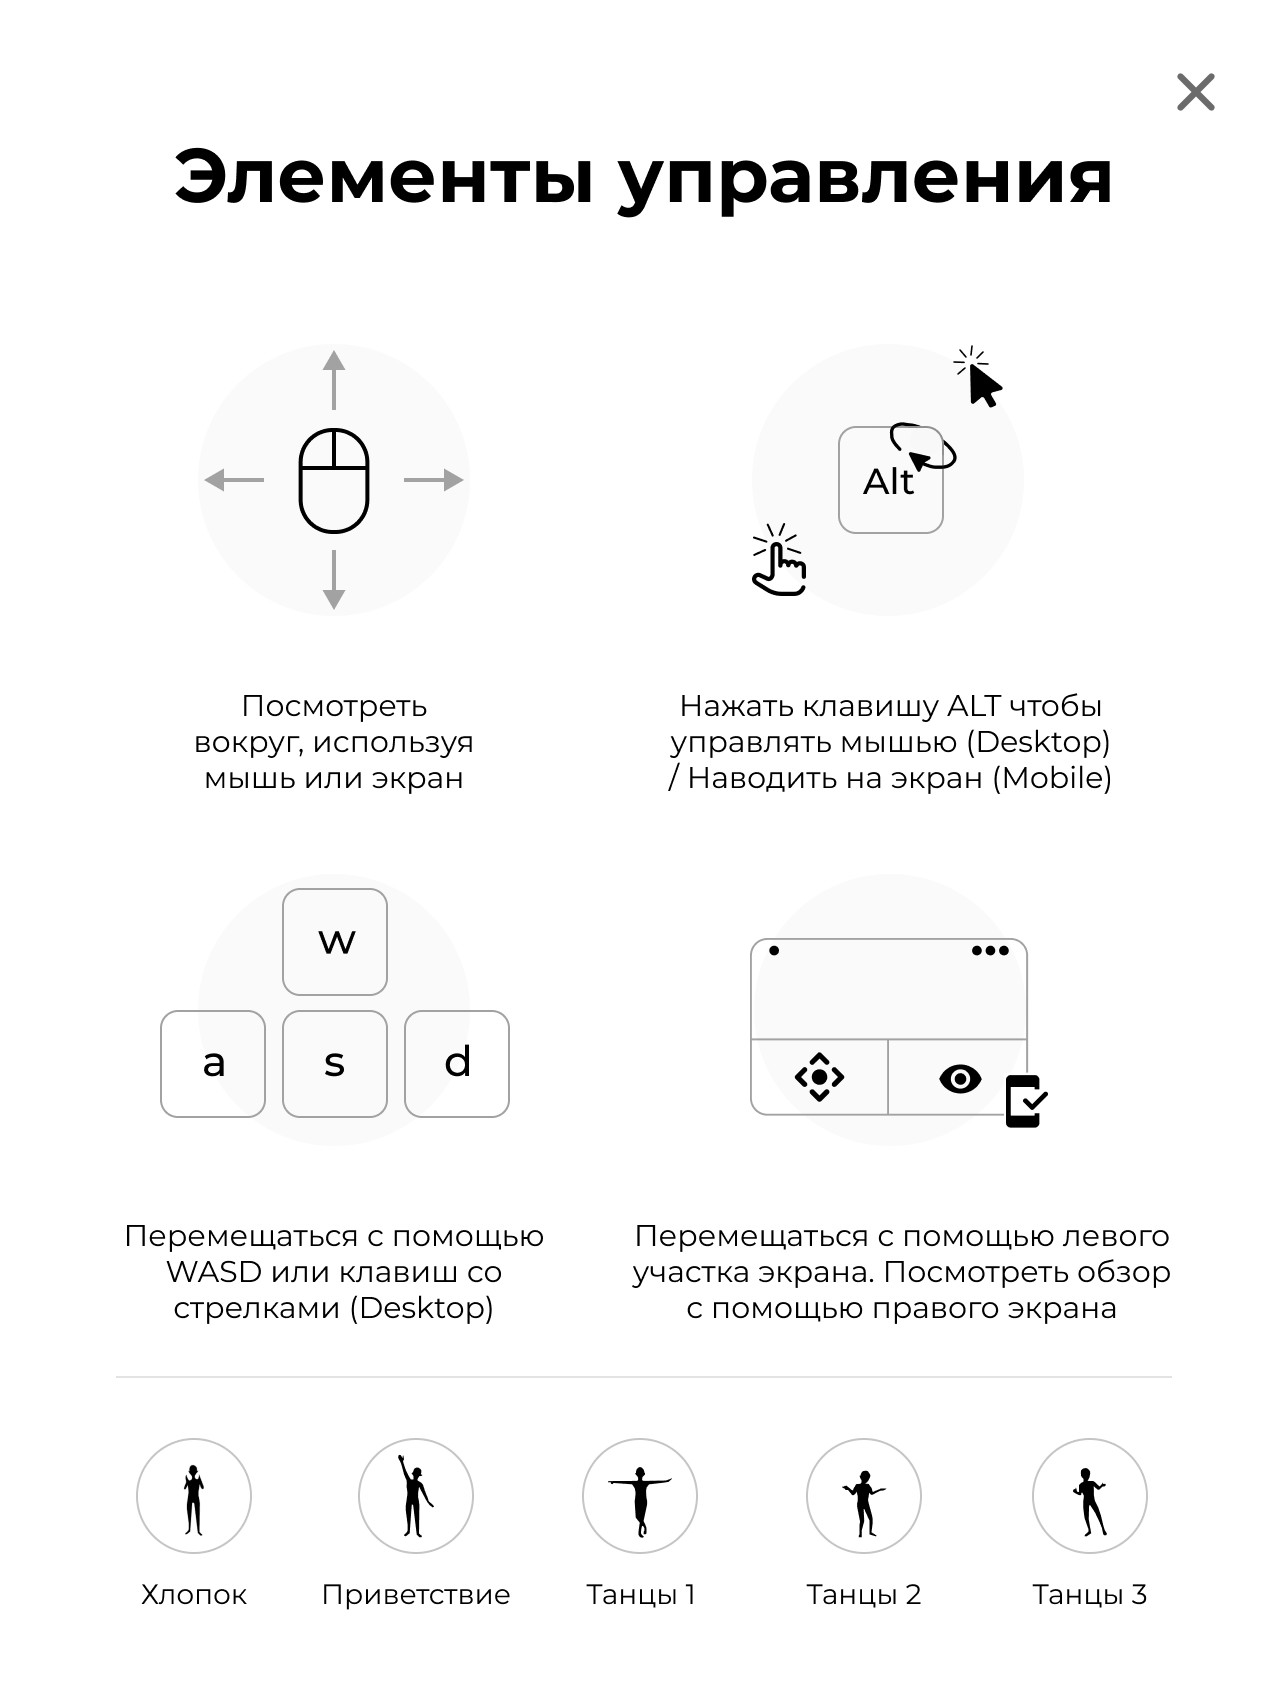 Элементы управления
Alt
Посмотреть
вокруг, используя
мышь или экран
Нажать клавишу ALT чтобы
управлять мышью (Desktop)
/ Наводить на экран (Mobile)
w
a
s
d
Перемещаться с помощью
WASD или клавиш со
стрелками (Desktop)
Перемещаться с помощью левого
участка экрана. Посмотреть обзор
с помощью правого экрана
Хлопок
Приветствие
Танцы 1
Танцы 2
Танцы 3